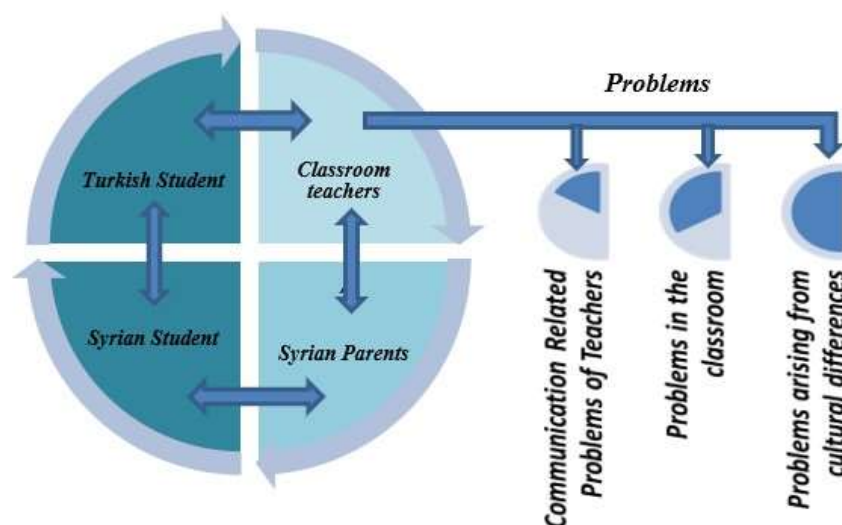 Problems
Turkish Student
Classroom
teachers
Syrian Student
Syrian Parents
Communication Related
Problems of Teachers
Problems in the
classroom
Problems arising from
cultural differences